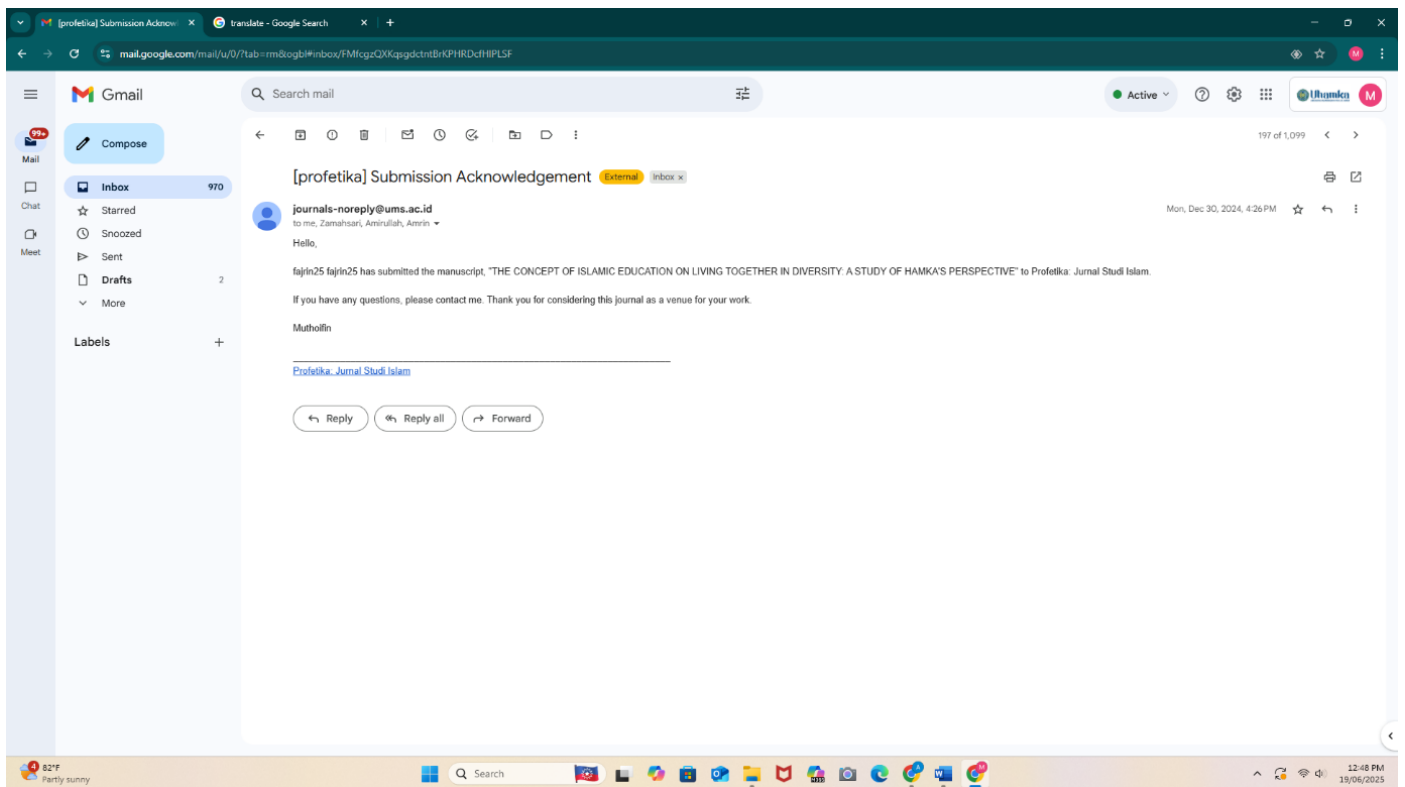 [profetika] Submission Acknow
translate - Google Search
mail.google.com/mail/u/0/?tab=rm&ogbl#inbox/FMfcgzQXKqsgdctntBrKPHRDcfHlPLSF
M
Gmail
Search mail
Active
Uhamka
M
99+
Mail
Compose
197 of 1,099
Chat
Meet
Inbox 970
Starred
Snoozed
Sent
Drafts 2
More
Labels
[profetika] Submission Acknowledgement External Inbox x
journals-noreply@ums.ac.id
Mon, Dec 30, 2024, 4:26 PM
to me, Zamahsari, Amirullah, Amrin
Hello,
fajrin25 fajrin25 has submitted the manuscript, "THE CONCEPT OF ISLAMIC EDUCATION ON LIVING TOGETHER IN DIVERSITY: A STUDY OF HAMKA'S PERSPECTIVE" to Profetika: Jurnal Studi Islam.
If you have any questions, please contact me. Thank you for considering this journal as a venue for your work.
Muthoifin
Profetika: Jurnal Studi Islam
Reply
Reply all
Forward
4
82°F
Partly sunny
Search
12:48 PM
19/06/2025